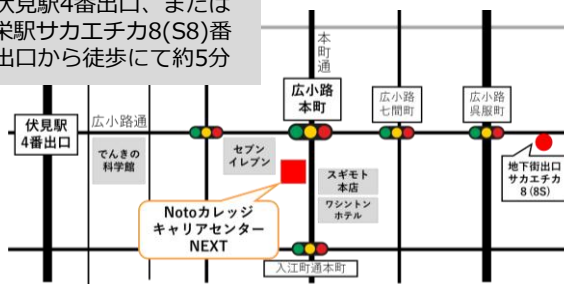 伏見駅4番出口、または
栄駅サカエチカ8(S8)番
出口から徒歩にて約5分
本
町
通
広小路
本町
広小路
七間町
広小路
呉服町
伏見駅
4番出口
広小路通
でんきの
科学館
セブン
イレブン
スギモト
本店
ワシントン
ホテル
地下街出口
サカエチカ
8(8S)
Notoカレッジ
キャリアセンター
NEXT
入江町通本町